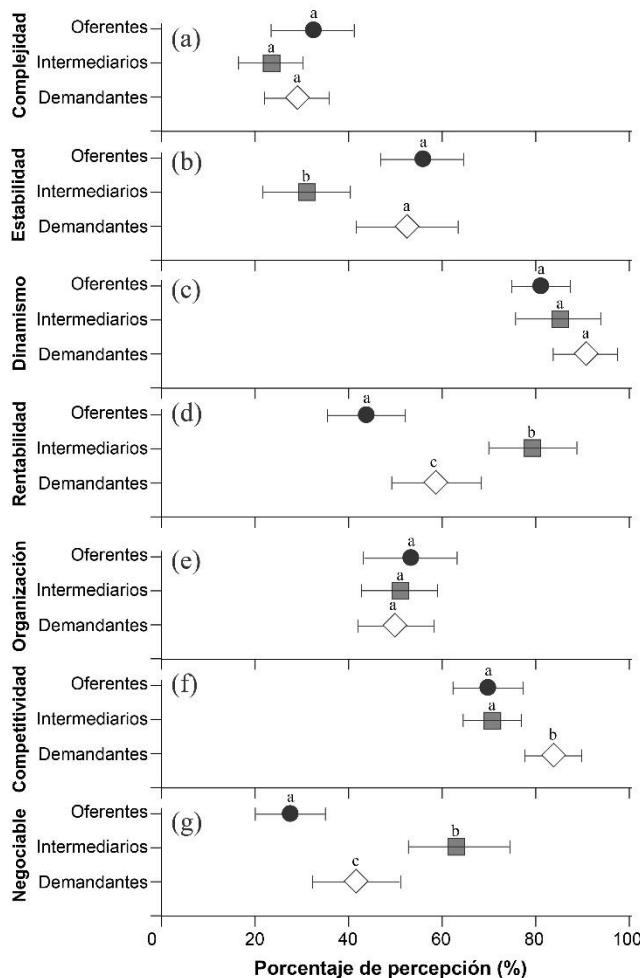 Complejidad
(a)
Oferentes
a
Intermediarios
a
Demandantes
a
Estabilidad
(b)
Oferentes
a
Intermediarios
b
Demandantes
a
Dinamismo
(c)
Oferentes
a
Intermediarios
a
Demandantes
a
Rentabilidad
(d)
Oferentes
a
Intermediarios
b
Demandantes
c
Organización
(e)
Oferentes
a
Intermediarios
a
Demandantes
a
Competitividad
(f)
Oferentes
a
Intermediarios
a
Demandantes
b
Negociable
(g)
Oferentes
a
Intermediarios
b
Demandantes
c
0 20 40 60 80 100
Porcentaje de percepción (%)